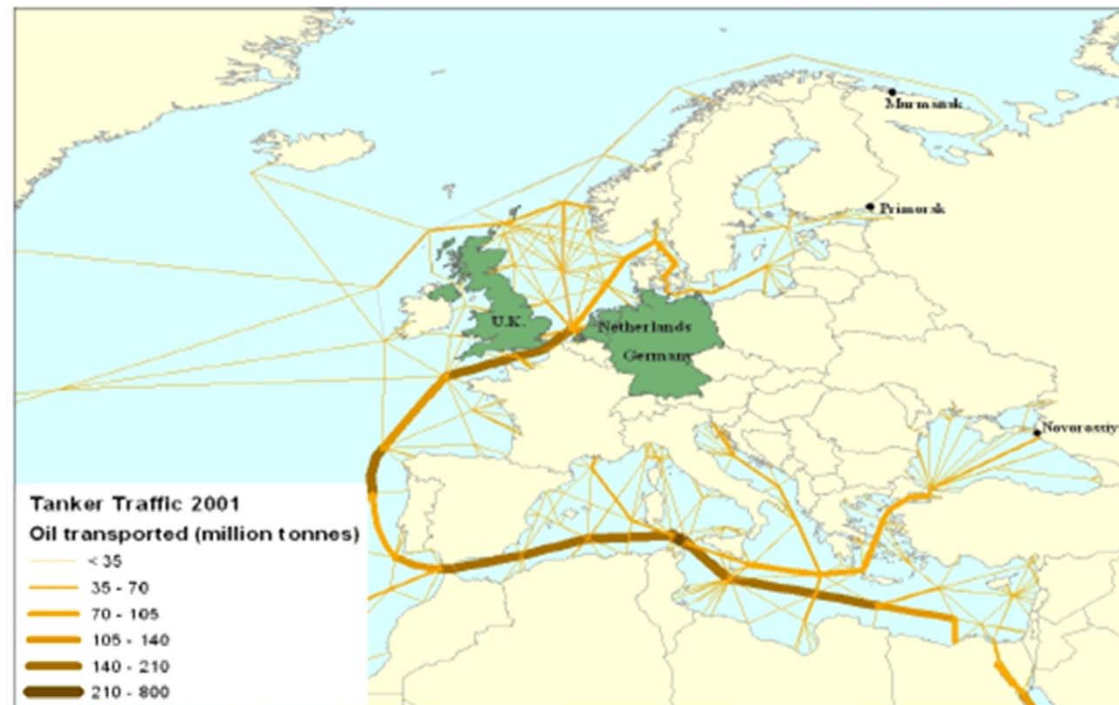 Murmansk
Primorsk
U.K.
Netherlands
Germany
Novorossiy
Tanker Traffic 2001
Oil transported (million tonnes)
< 35
35 - 70
70 - 105
105 - 140
140 - 210
210 - 800